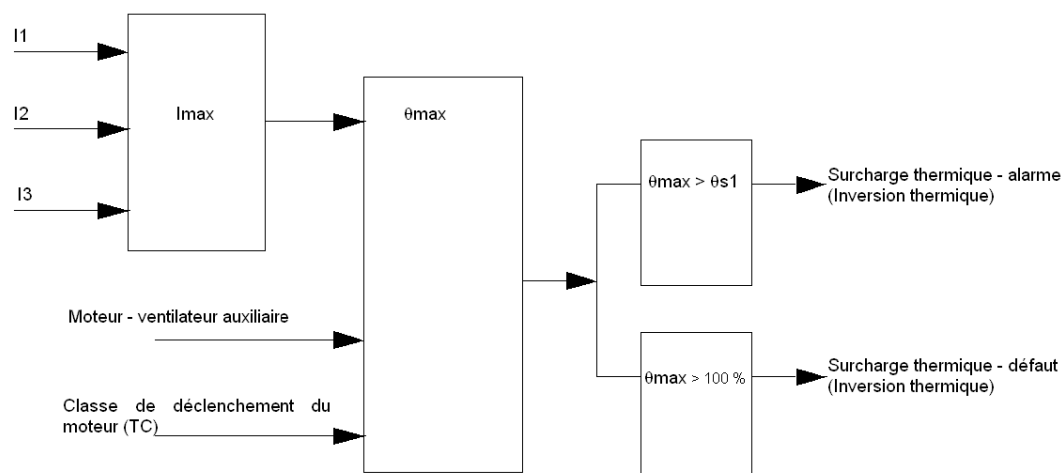 I1
I2
I3
Imax
θmax
Moteur - ventilateur auxiliaire
Classe de déclenchement du
moteur (TC)
θmax > θs1
Surcharge thermique - alarme
(Inversion thermique)
θmax > 100 %
Surcharge thermique - défaut
(Inversion thermique)